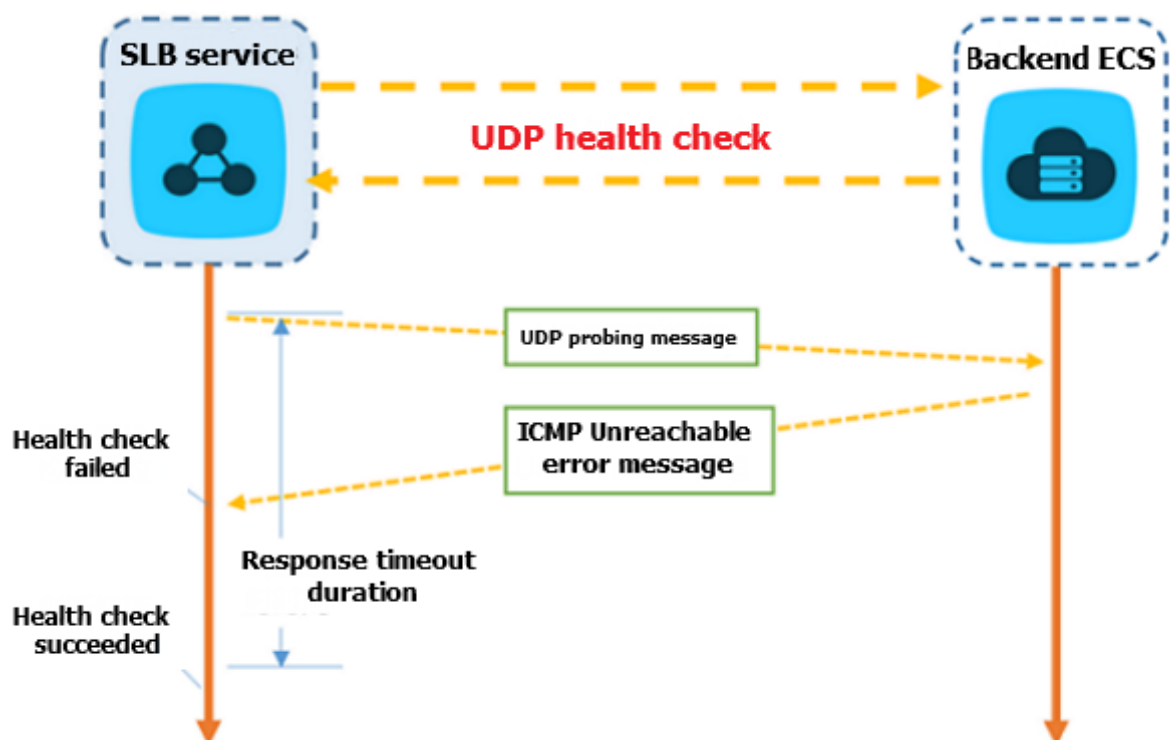 SLB service
Backend ECS
UDP health check
UDP probing message
ICMP Unreachable
error message
Health check
failed
Response timeout
duration
Health check
succeeded